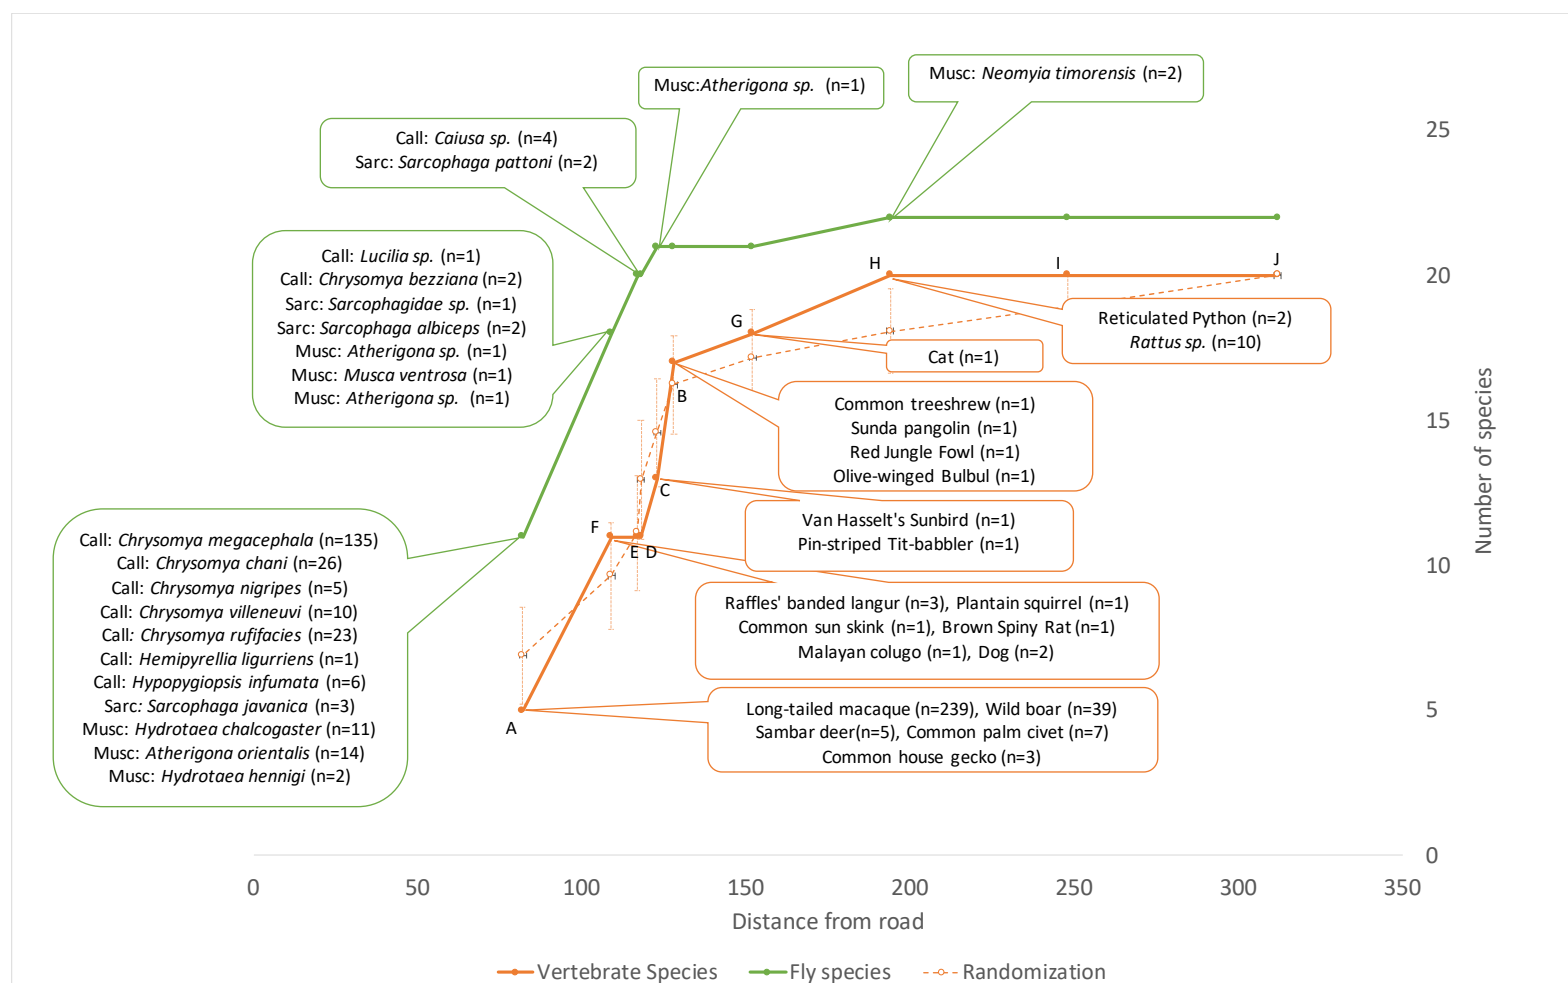 Musc: Neomyia timorensis (n=2)
Musc:Atherigona sp. (n=1)
Call: Caiusa sp. (n=4)
Sarc: Sarcophaga pattoni (n=2)
Call: Lucilia sp. (n=1)
Call: Chrysomya bezziana (n=2)
Sarc: Sarcophagidae sp. (n=1)
Sarc: Sarcophaga albiceps (n=2)
Musc: Atherigona sp. (n=1)
Musc: Musca ventrosa (n=1)
Musc: Atherigona sp. (n=1)
Call: Chrysomya megacephala (n=135)
Call: Chrysomya chani (n=26)
Call: Chrysomya nigripes (n=5)
Call: Chrysomya villeneuvi (n=10)
Call: Chrysomya rufifacies (n=23)
Call: Hemipyrellia ligurriens (n=1)
Call: Hypopygiopsis infumata (n=6)
Sarc: Sarcophaga javanica (n=3)
Musc: Hydrotaea chalcogaster (n=11)
Musc: Atherigona orientalis (n=14)
Musc: Hydrotaea hennigi (n=2)
H
I
J
G
B
C
F
E D
A
Reticulated Python (n=2)
Rattus sp. (n=10)
Cat (n=1)
Common treeshrew (n=1)
Sunda pangolin (n=1)
Red Jungle Fowl (n=1)
Olive-winged Bulbul (n=1)
Van Hasselt's Sunbird (n=1)
Pin-striped Tit-babbler (n=1)
Raffles' banded langur (n=3), Plantain squirrel (n=1)
Common sun skink (n=1), Brown Spiny Rat (n=1)
Malayan colugo (n=1), Dog (n=2)
Long-tailed macaque (n=239), Wild boar (n=39)
Sambar deer(n=5), Common palm civet (n=7)
Common house gecko (n=3)
25
20
15
10
5
0
Number of species
0 50 100 150 200 250 300 350
Distance from road
Vertebrate Species Fly species Randomization